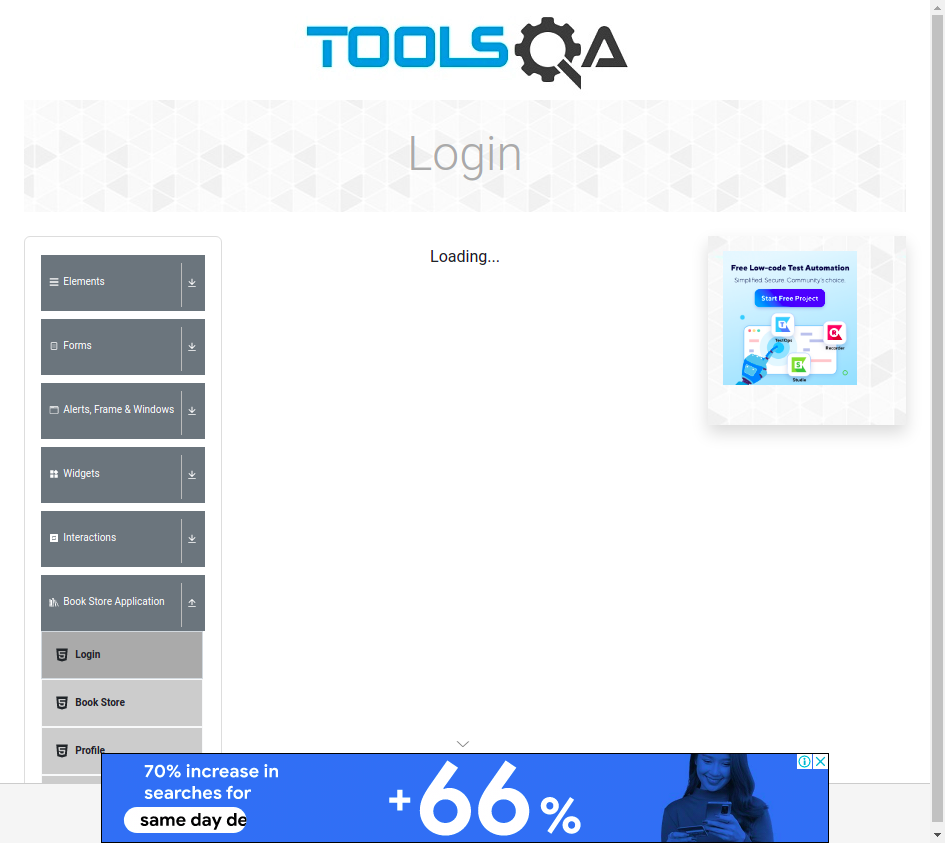 TOOLSQA
Login
Elements
Forms
Alerts, Frame & Windows
Widgets
Interactions
Book Store Application
Login
Book Store
Profile
Loading...
Free Low-code Test Automation
Simplified. Secure. Community's choice.
Start Free Project
TestOps
Recorder
Studio
70% increase in
searches for
same day de
+66%